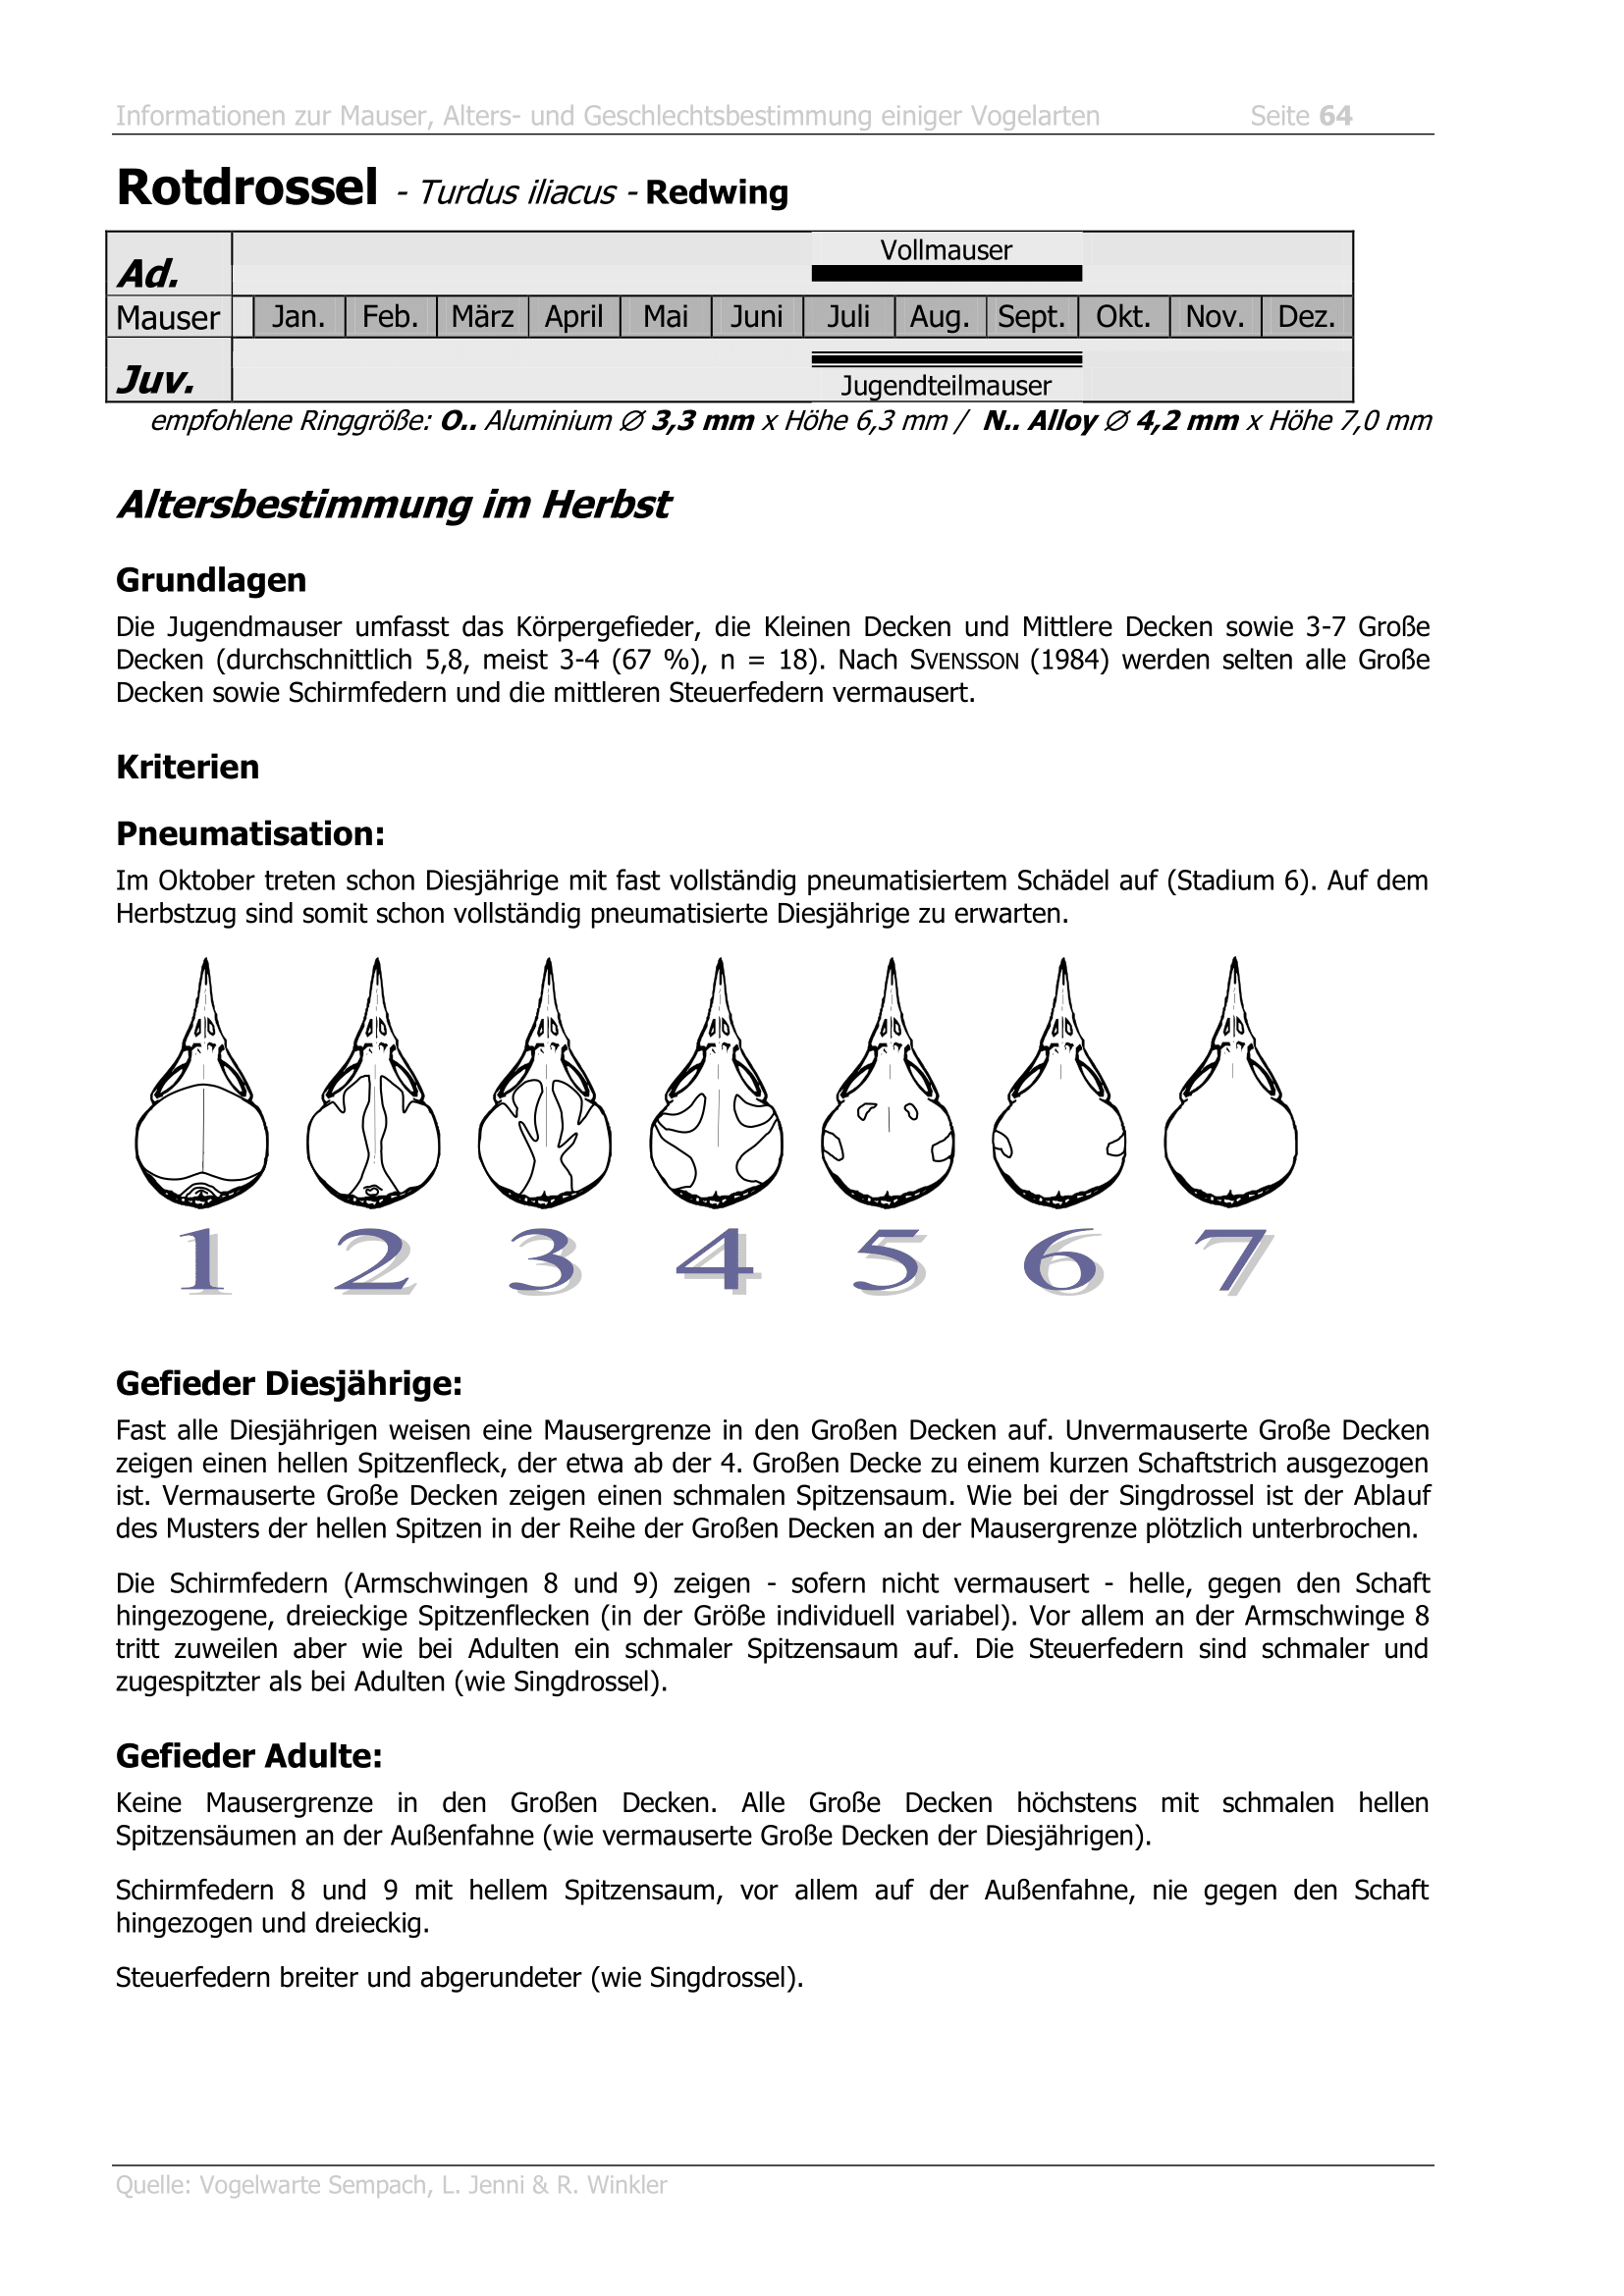 Informationen zur Mauser, Alters- und Geschlechtsbestimmung einiger Vogelarten Seite 64
Rotdrossel - Turdus iliacus - Redwing
Vollmauser
Ad.
Mauser Jan. Feb. März April Mai Juni Juli Aug. Sept. Okt. Nov. Dez.
Juv.
Jugendteilmauser
empfohlene Ringgröße: O.. Aluminium ∅ 3,3 mm x Höhe 6,3 mm / N.. Alloy ∅ 4,2 mm x Höhe 7,0 mm
Altersbestimmung im Herbst
Grundlagen
Die Jugendmauser umfasst das Körpergefieder, die Kleinen Decken und Mittlere Decken sowie 3-7 Große
Decken (durchschnittlich 5,8, meist 3-4 (67 %), n = 18). Nach SVENSSON (1984) werden selten alle Große
Decken sowie Schirmfedern und die mittleren Steuerfedern vermausert.
Kriterien
Pneumatisation:
Im Oktober treten schon Diesjährige mit fast vollständig pneumatisiertem Schädel auf (Stadium 6). Auf dem
Herbstzug sind somit schon vollständig pneumatisierte Diesjährige zu erwarten.
1 2 3 4 5 6 7
Gefieder Diesjährige:
Fast alle Diesjährigen weisen eine Mausergrenze in den Großen Decken auf. Unvermauserte Große Decken
zeigen einen hellen Spitzenfleck, der etwa ab der 4. Großen Decke zu einem kurzen Schaftstrich ausgezogen
ist. Vermauserte Große Decken zeigen einen schmalen Spitzensaum. Wie bei der Singdrossel ist der Ablauf
des Musters der hellen Spitzen in der Reihe der Großen Decken an der Mausergrenze plötzlich unterbrochen.
Die Schirmfedern (Armschwingen 8 und 9) zeigen - sofern nicht vermausert - helle, gegen den Schaft
hingezogene, dreieckige Spitzenflecken (in der Größe individuell variabel). Vor allem an der Armschwinge 8
tritt zuweilen aber wie bei Adulten ein schmaler Spitzensaum auf. Die Steuerfedern sind schmaler und
zugespitzter als bei Adulten (wie Singdrossel).
Gefieder Adulte:
Keine Mausergrenze in den Großen Decken. Alle Große Decken höchstens mit schmalen hellen
Spitzensäumen an der Außenfahne (wie vermauserte Große Decken der Diesjährigen).
Schirmfedern 8 und 9 mit hellem Spitzensaum, vor allem auf der Außenfahne, nie gegen den Schaft
hingezogen und dreieckig.
Steuerfedern breiter und abgerundeter (wie Singdrossel).
Quelle: Vogelwarte Sempach, L. Jenni & R. Winkler